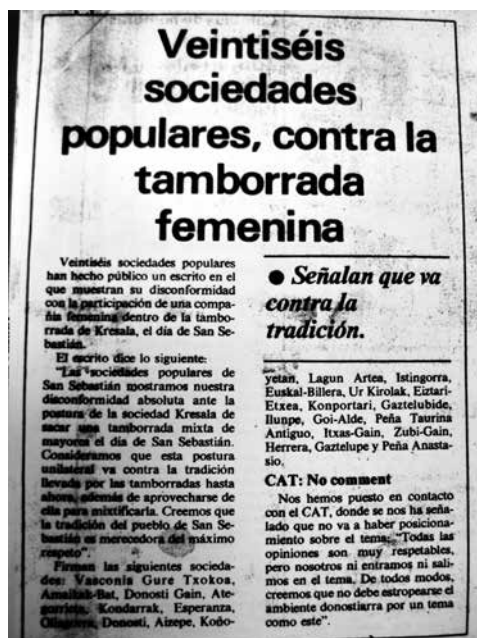 Veintiséis
sociedades
populares, contra la
tamborrada
femenina
Veintiséis sociedades populares
han hecho público un escrito en el
que muestran su disconformidad
con la participación de una compa-
ñía femenina dentro de la tambo-
rrada de Kresala, el día de San Se-
bastián.
El escrito dice lo siguiente:
"Las sociedades populares de
San Sebastián mostramos nuestra
disconformidad absoluta ante la
postura de la sociedad Kresala de
sacar una tamborrada mixta de
mayores el día de San Sebastián.
Consideramos que esta postura
unilateral va contra la tradición
llevada por las tamborradas hasta
ahora, además de aprovecharse de
ella para mixtificarla. Creemos que
la tradición del pueblo de San Se-
bastián es merecedora del máximo
respeto".
Firman las siguientes socieda-
des: Vasconia Gure Txokoa,
Amaikak-Bat, Donosti Gain, Ate-
gorrieta, Kondarrak, Esperanza,
Ollagorra, Donosti, Aizepe, Koño-
● Señalan que va
contra la
tradición.
yetan, Lagun Artea, Istingorra,
Euskal-Billera, Ur Kirolak, Eiztari-
Etxea, Konportari, Gaztelubide,
Ilunpe, Goi-Alde, Peña Taurina
Antiguo, Itxas-Gain, Zubi-Gain,
Herrera, Gaztelupe y Peña Anasta-
sio.
CAT: No comment
Nos hemos puesto en contacto
con el CAT, donde se nos ha seña-
lado que no va a haber posiciona-
miento sobre el tema: "Todas las
opiniones son muy respetables,
pero nosotros ni entramos ni sali-
mos en el tema. De todos modos,
creemos que no debe estropearse el
ambiente donostiarra por un tema
como este".